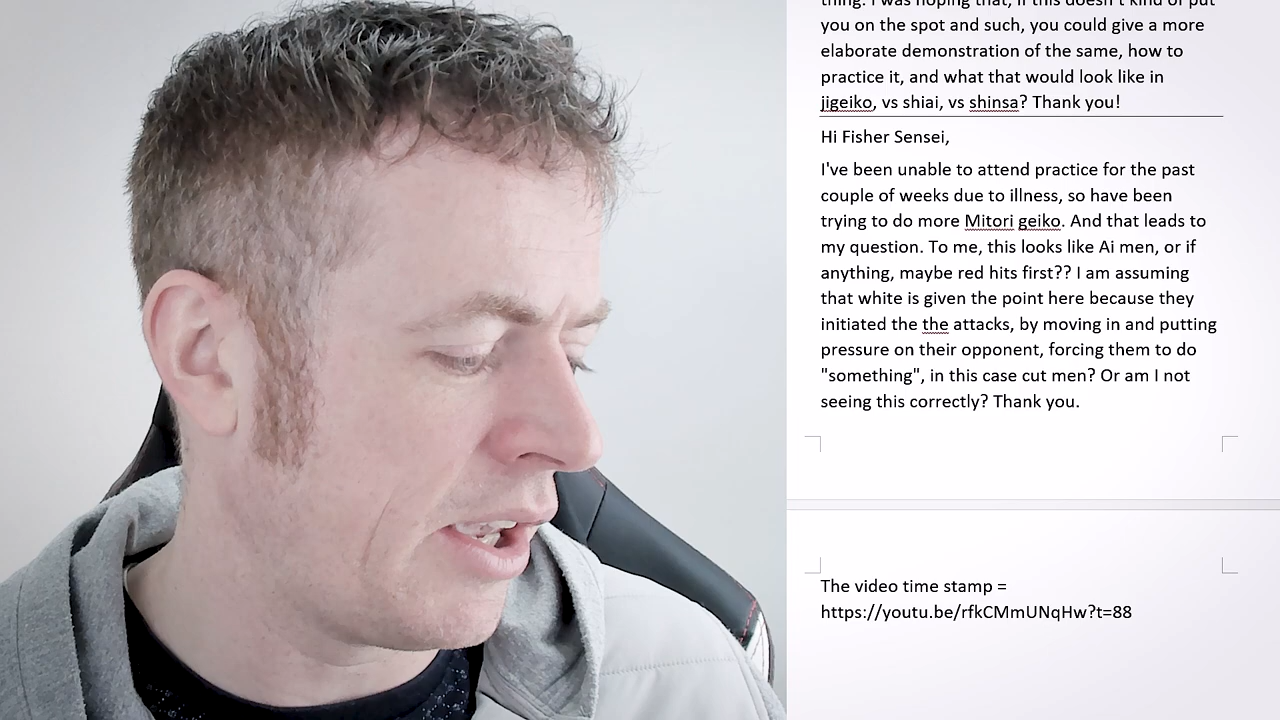 thing. I was hoping that, if this doesn't kind of put
you on the spot and such, you could give a more
elaborate demonstration of the same, how to
practice it, and what that would look like in
jigeiko, vs shiai, vs shinsa? Thank you!
Hi Fisher Sensei,
I've been unable to attend practice for the past
couple of weeks due to illness, so have been
trying to do more Mitori geiko. And that leads to
my question. To me, this looks like Ai men, or if
anything, maybe red hits first?? I am assuming
that white is given the point here because they
initiated the the attacks, by moving in and putting
pressure on their opponent, forcing them to do
"something", in this case cut men? Or am I not
seeing this correctly? Thank you.
The video time stamp =
https://youtu.be/rfkCMmUNqHw?t=88